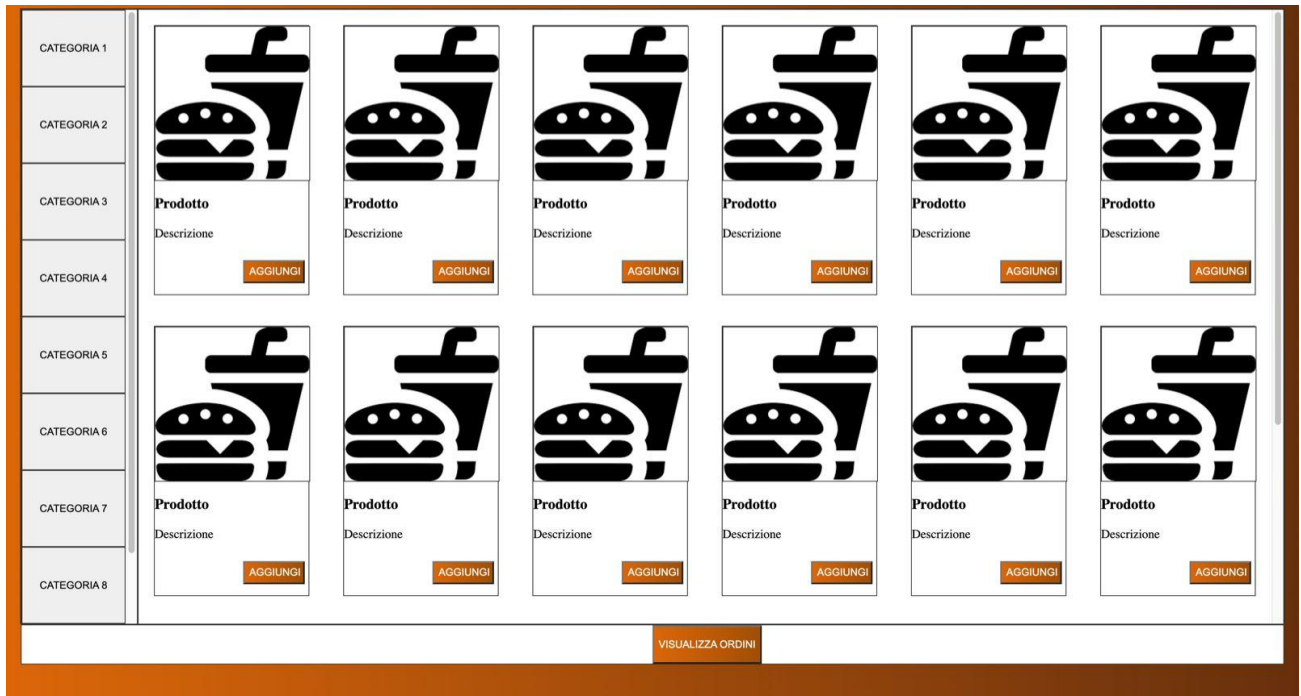 CATEGORIA 1
CATEGORIA 2
CATEGORIA 3
CATEGORIA 4
CATEGORIA 5
CATEGORIA 6
CATEGORIA 7
CATEGORIA 8
Prodotto
Descrizione
AGGIUNGI
Prodotto
Descrizione
AGGIUNGI
Prodotto
Descrizione
AGGIUNGI
Prodotto
Descrizione
AGGIUNGI
Prodotto
Descrizione
AGGIUNGI
Prodotto
Descrizione
AGGIUNGI
Prodotto
Descrizione
AGGIUNGI
Prodotto
Descrizione
AGGIUNGI
Prodotto
Descrizione
AGGIUNGI
Prodotto
Descrizione
AGGIUNGI
Prodotto
Descrizione
AGGIUNGI
Prodotto
Descrizione
AGGIUNGI
VISUALIZZA ORDINI